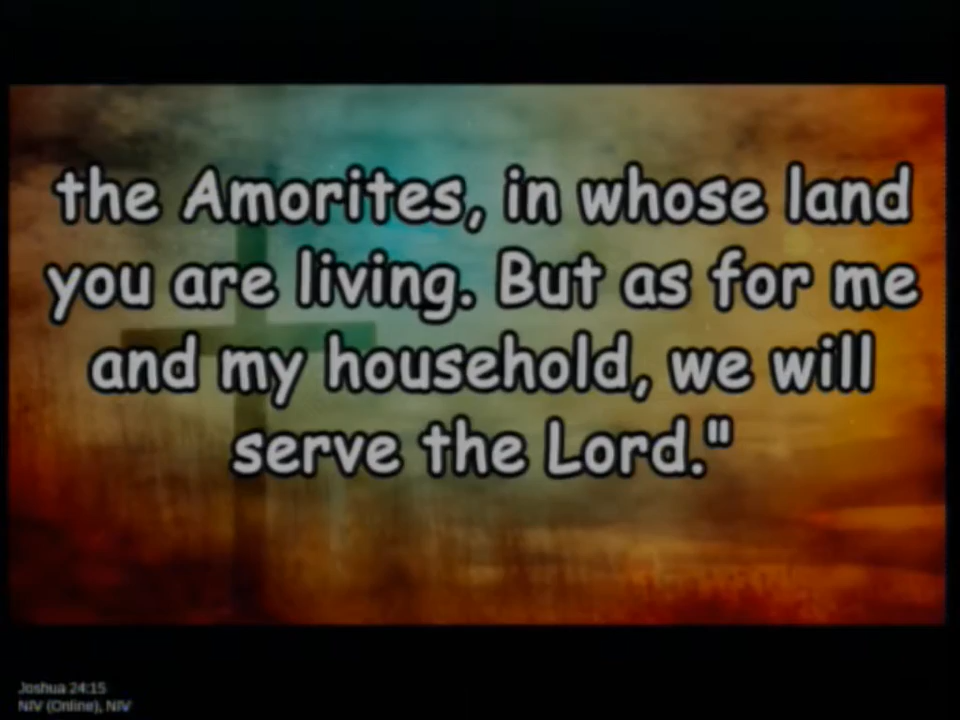 the Amorites, in whose land
you are living. But as for me
and my household, we will
serve the Lord."
Joshua 24:15
NIV (Online), NIV